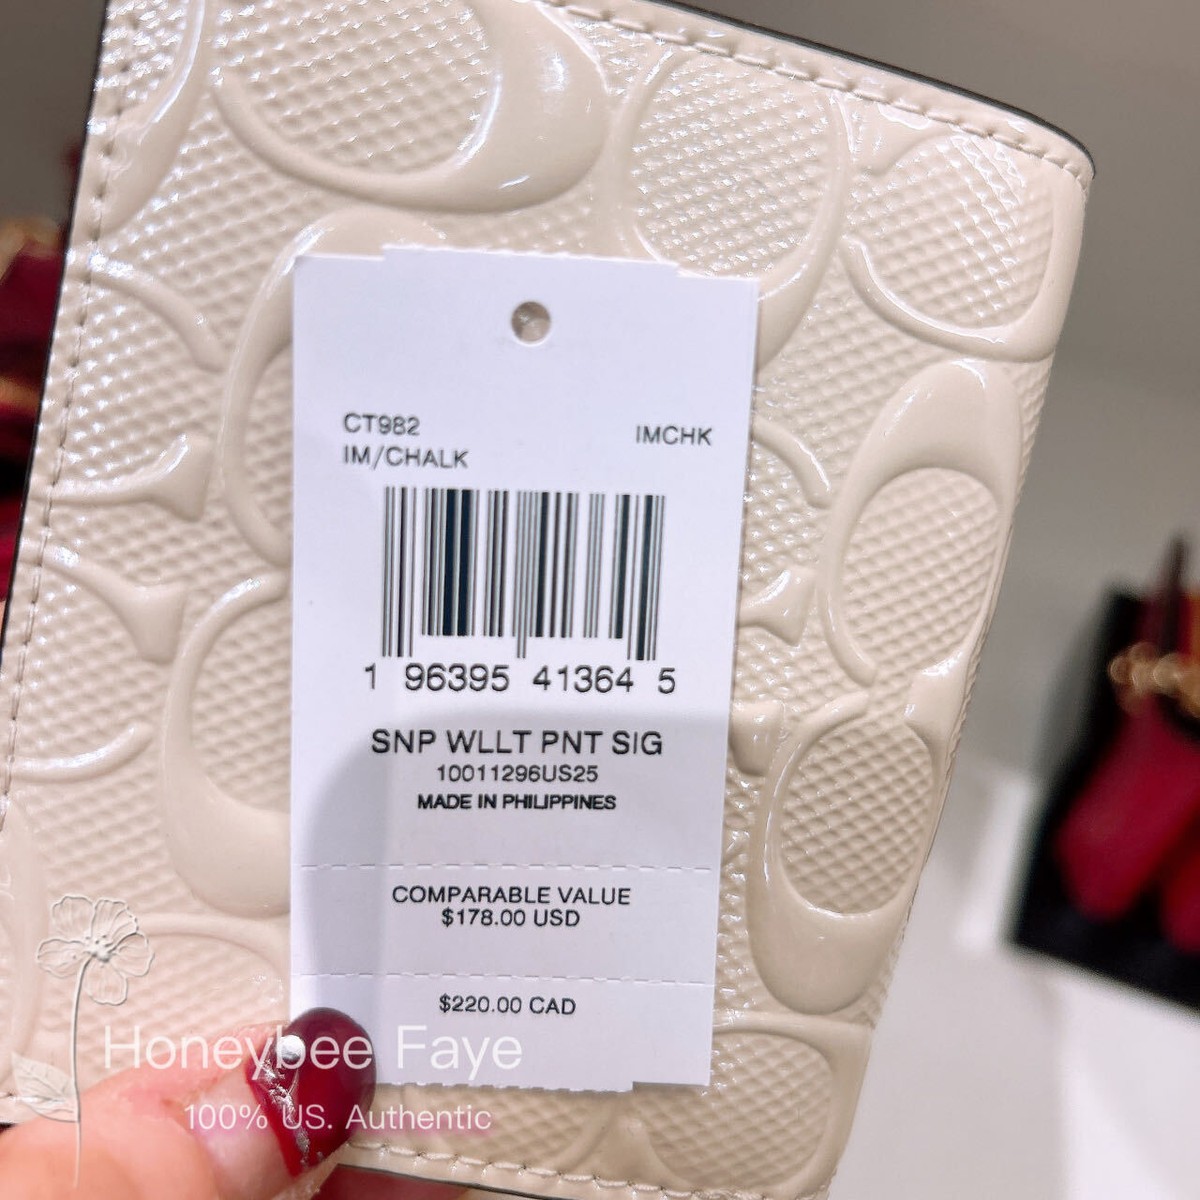 CT982
IMCHK
IM/CHALK
1 96395 41364 5
SNP WLLT PNT SIG
10011296US25
MADE IN PHILIPPINES
COMPARABLE VALUE
$178.00 USD
$220.00 CAD
Honeybee Faye
100% US. Authentic